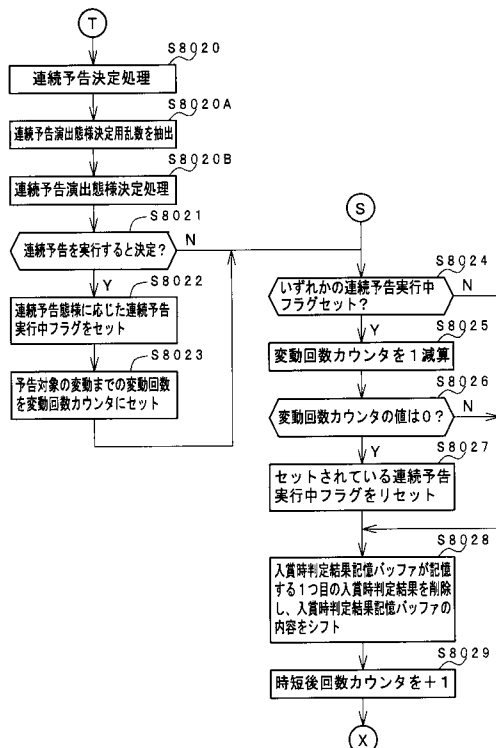 T
S8020
連続予告決定処理
S8020A
連続予告演出態様決定用乱数を抽出
S8020B
連続予告演出態様決定処理
S8021
連続予告を実行すると決定？
N
Y
S8022
連続予告態様に応じた連続予告
実行中フラグをセット
S8023
予告対象の変動までの変動回数
を変動回数カウンタにセット
S
S8024
いずれかの連続予告実行中
フラグセット？
N
Y
S8025
変動回数カウンタを１減算
S8026
変動回数カウンタの値は０？
N
Y
S8027
セットされている連続予告
実行中フラグをリセット
S8028
入賞時判定結果記憶バッファが記憶
する１つ目の入賞時判定結果を削除
し、入賞時判定結果記憶バッファの
内容をシフト
S8029
時短後回数カウンタを＋１
X